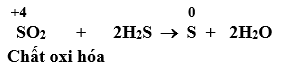 +4 0
SO2 + 2H2S → S + 2H2O
Chất oxi hóa